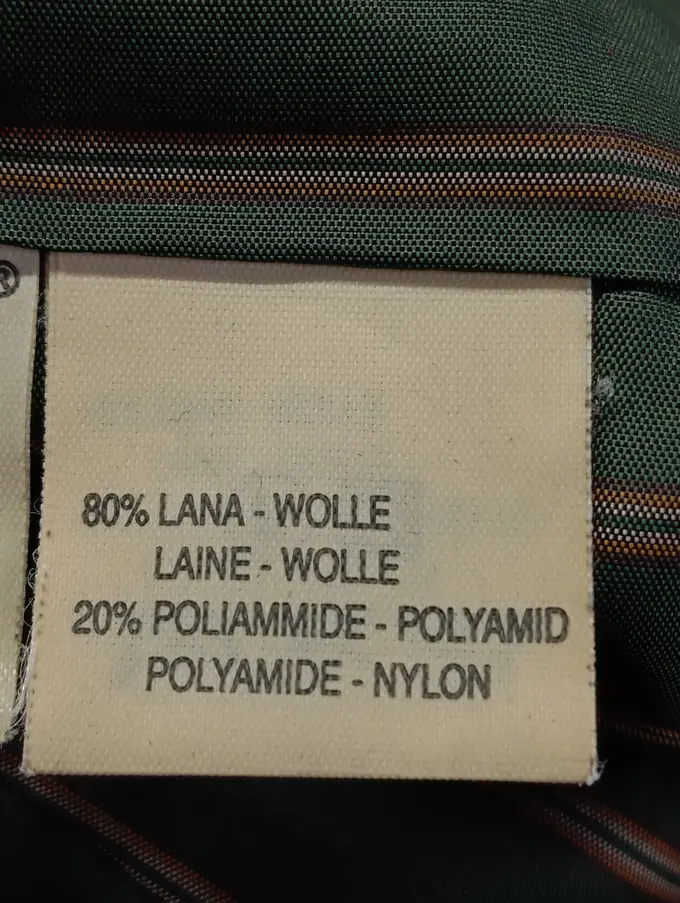 ®
80% LANA - WOLLE
LAINE - WOLLE
20% POLIAMMIDE - POLYAMID
POLYAMIDE - NYLON